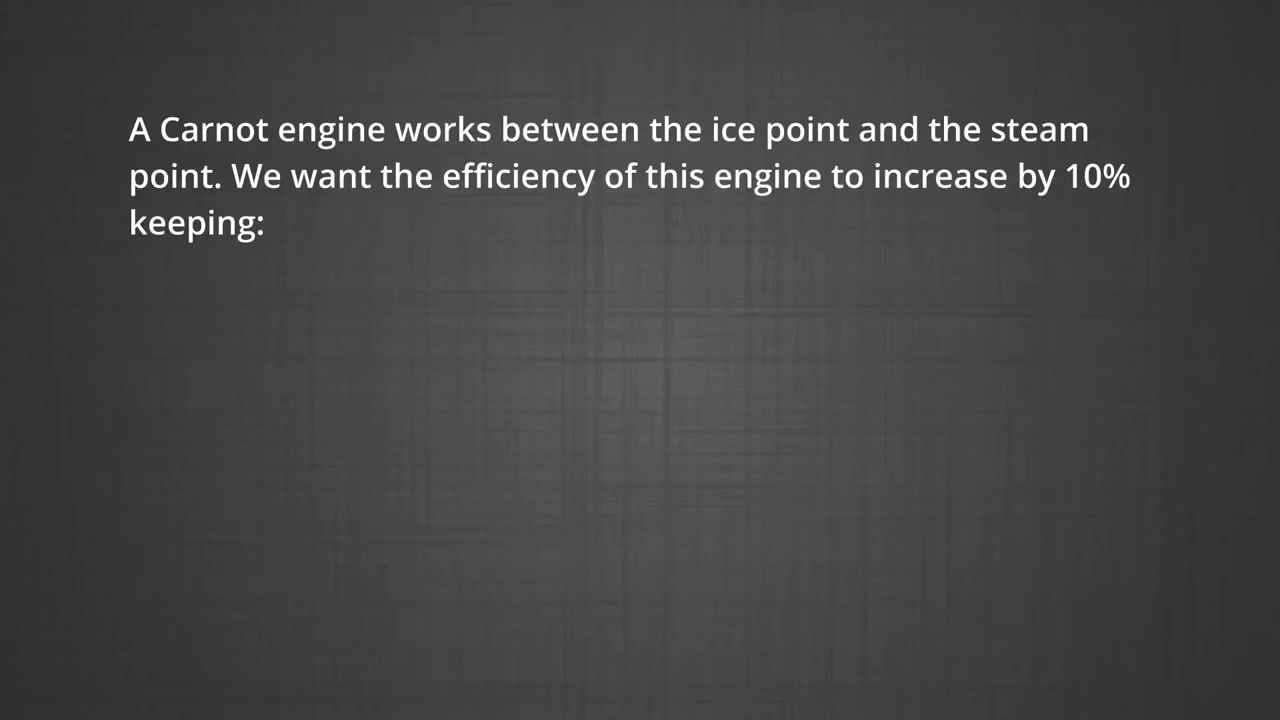 A Carnot engine works between the ice point and the steam
point. We want the efficiency of this engine to increase by 10%
keeping: